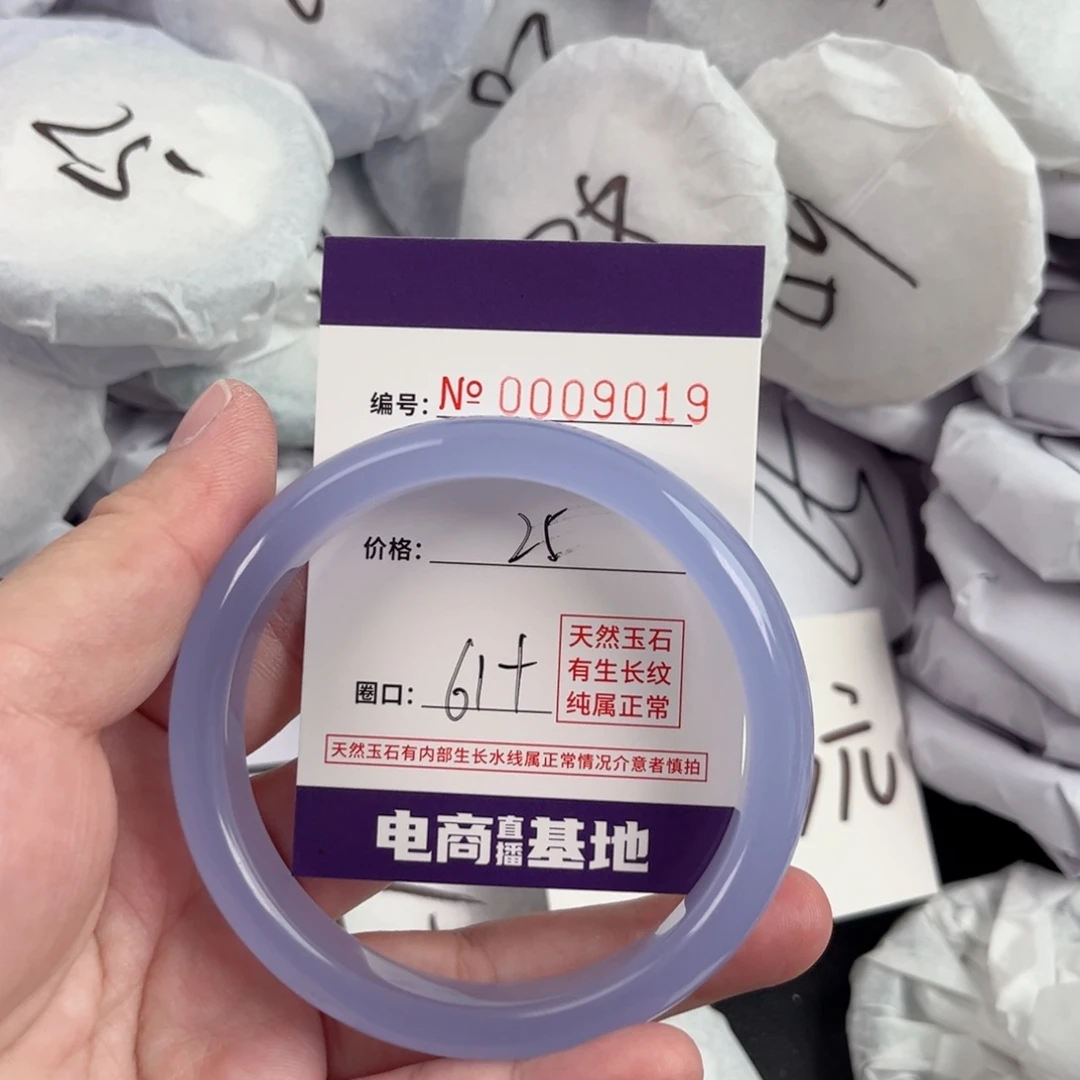 25
编号: № 0009019
价格: 25
圈口: 61+
天然玉石
有生长纹
纯属正常
天然玉石有内部生长水线属正常情况介意者慎拍
电商直播基地
元